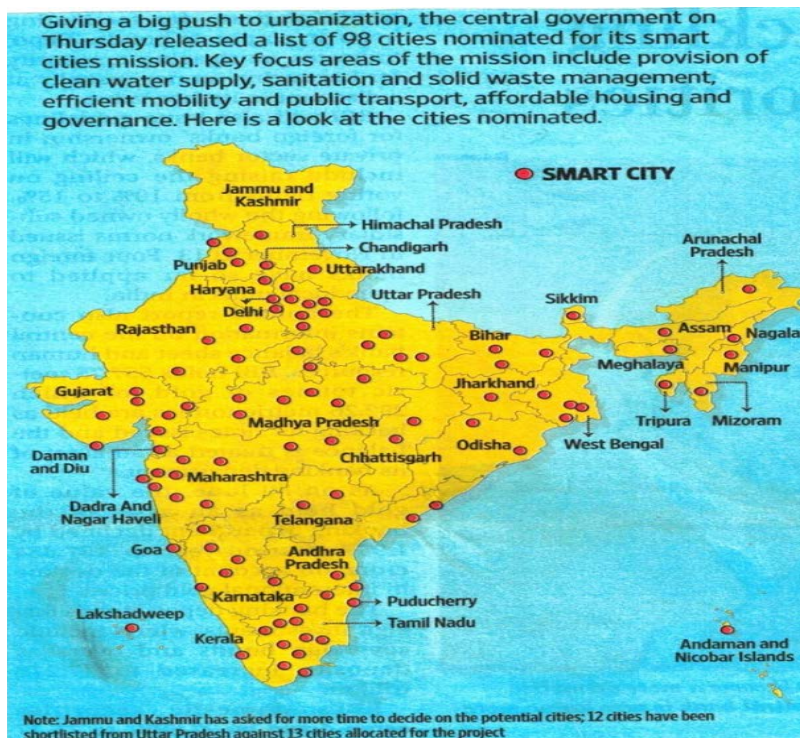 Giving a big push to urbanization, the central government on
Thursday released a list of 98 cities nominated for its smart
cities mission. Key focus areas of the mission include provision of
clean water supply, sanitation and solid waste management,
efficient mobility and public transport, affordable housing and
governance. Here is a look at the cities nominated.
SMART CITY
Jammu and
Kashmir
Himachal Pradesh
Chandigarh
Arunachal
Pradesh
Punjab
Uttarakhand
Haryana
Uttar Pradesh
Sikkim
Delhi
Rajasthan
Bihar
Assam
Nagala
Meghalaya
Manipur
Gujarat
Jharkhand
Madhya Pradesh
Tripura
Mizoram
Daman
and Diu
Chhattisgarh
Odisha
West Bengal
Maharashtra
Dadra And
Nagar Haveli
Telangana
Goa
Andhra
Pradesh
Karnataka
Puducherry
Lakshadweep
Tamil Nadu
Kerala
Andaman and
Nicobar Islands
Note: Jammu and Kashmir has asked for more time to decide on the potential cities; 12 cities have been
shortlisted from Uttar Pradesh against 13 cities allocated for the project